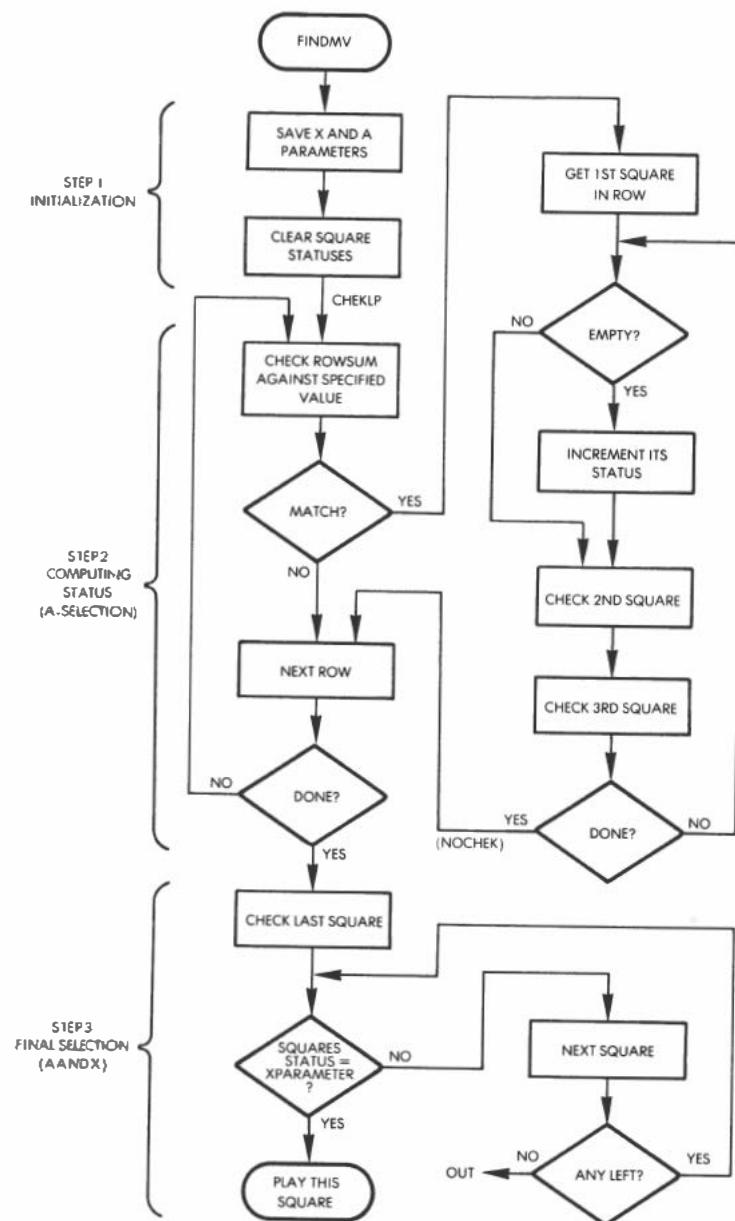 FINDMV
SAVE X AND A
PARAMETERS
STEP 1
INITIALIZATION
CLEAR SQUARE
STATUSES
CHEKLP
CHECK ROWSUM
AGAINST SPECIFIED
VALUE
MATCH?
YES
NO
STEP2
COMPUTING
STATUS
(A-SELECTION)
NEXT ROW
NO
DONE?
YES
GET 1ST SQUARE
IN ROW
NO
EMPTY?
YES
INCREMENT ITS
STATUS
CHECK 2ND SQUARE
CHECK 3RD SQUARE
YES
(NOCHEK)
DONE?
NO
CHECK LAST SQUARE
STEP3
FINAL SELECTION
(AANDX)
SQUARES
STATUS =
XPARAMETER
?
NO
YES
PLAY THIS
SQUARE
NEXT SQUARE
OUT
NO
ANY LEFT?
YES